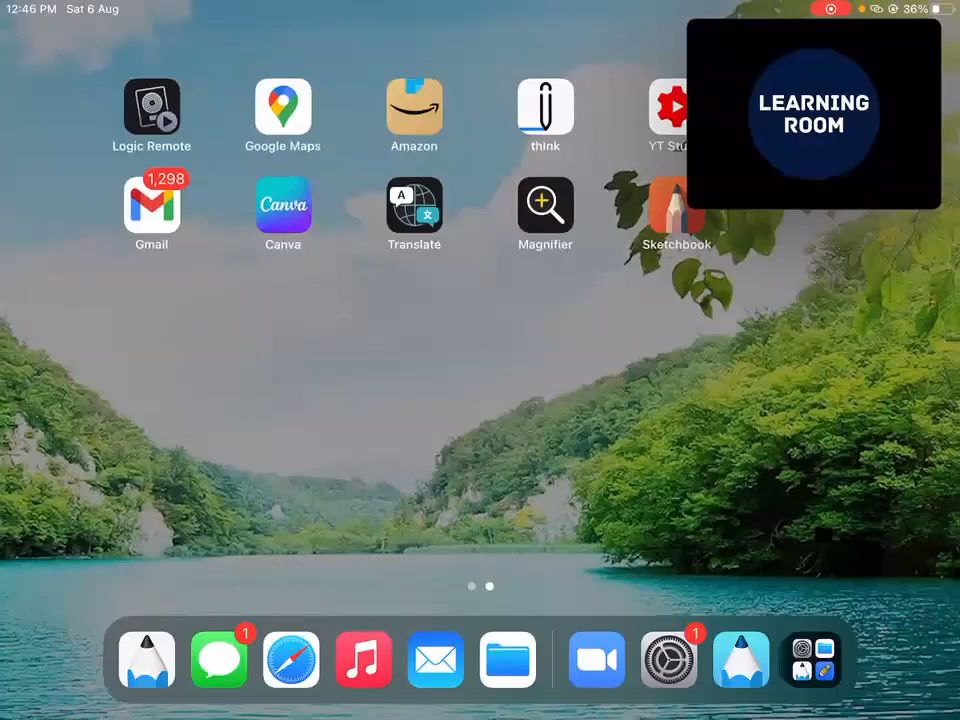 12:46 PM Sat 6 Aug
36%
LEARNING
ROOM
Logic Remote
Google Maps
Amazon
think
YT Stu
1,298
Canva
A
文
Gmail
Canva
Translate
Magnifier
Sketchbook
1
1